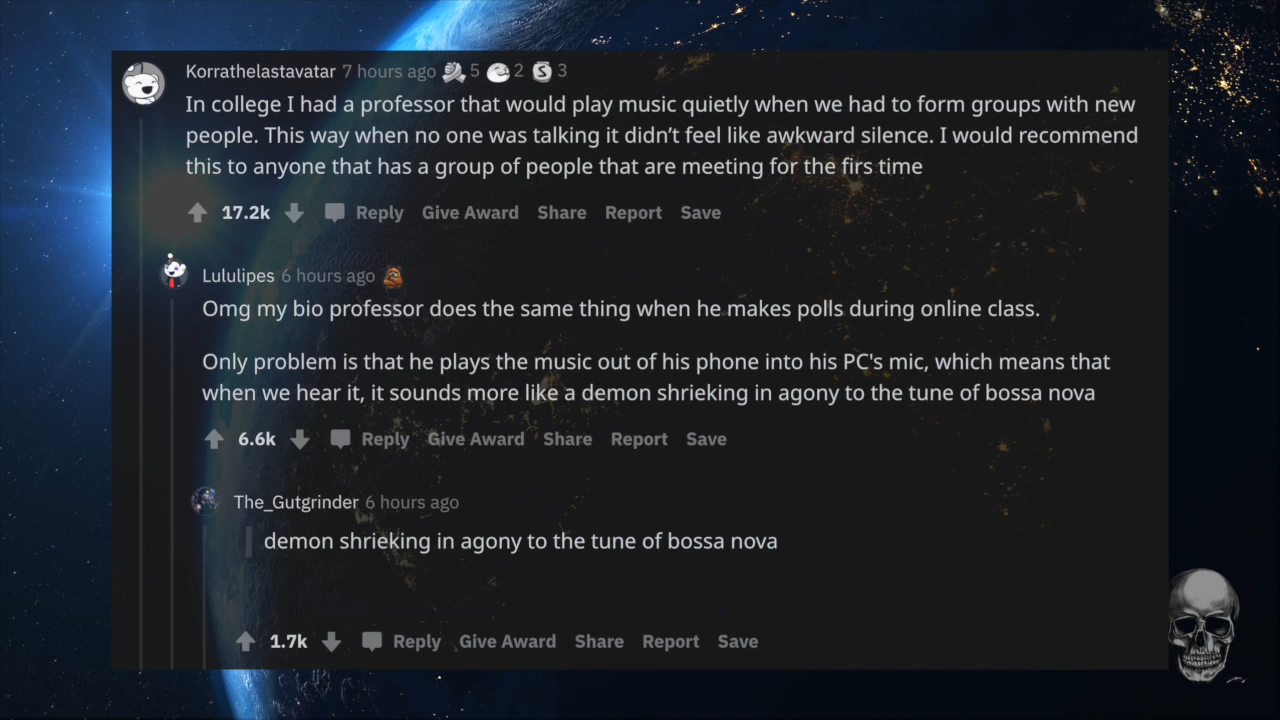 Korrathelastavatar 7 hours ago 5 2 S 3
In college I had a professor that would play music quietly when we had to form groups with new
people. This way when no one was talking it didn't feel like awkward silence. I would recommend
this to anyone that has a group of people that are meeting for the firs time
17.2k Reply Give Award Share Report Save
Lululipes 6 hours ago
Omg my bio professor does the same thing when he makes polls during online class.
Only problem is that he plays the music out of his phone into his PC's mic, which means that
when we hear it, it sounds more like a demon shrieking in agony to the tune of bossa nova
6.6k Reply Give Award Share Report Save
The_Gutgrinder 6 hours ago
demon shrieking in agony to the tune of bossa nova
1.7k Reply Give Award Share Report Save